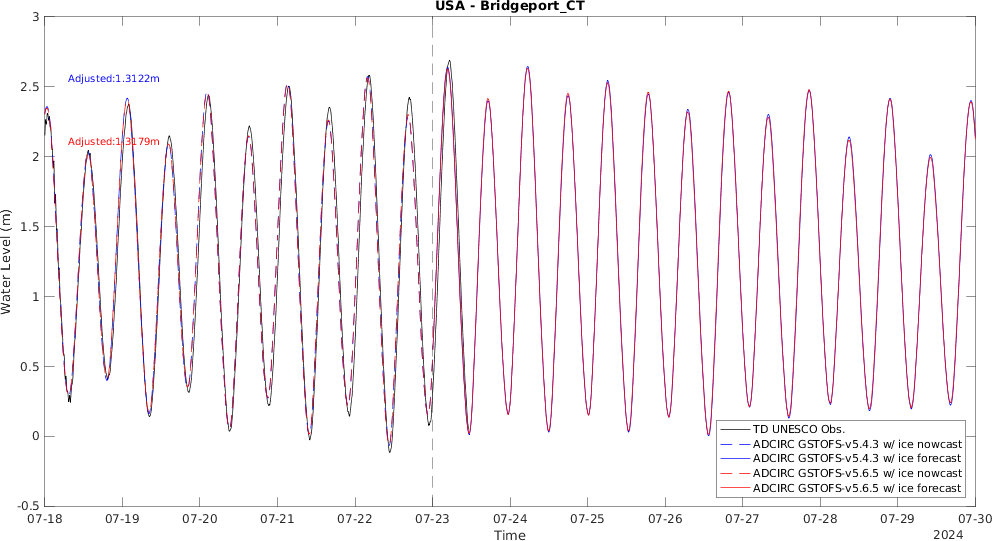 USA - Bridgeport_CT
3
2.5
2
1.5
1
0.5
0
-0.5
Water Level (m)
Adjusted:1.3122m
Adjusted:1.3179m
TD UNESCO Obs.
ADCIRC GSTOFS-v5.4.3 w/ ice nowcast
ADCIRC GSTOFS-v5.4.3 w/ ice forecast
ADCIRC GSTOFS-v5.6.5 w/ ice nowcast
ADCIRC GSTOFS-v5.6.5 w/ ice forecast
07-18 07-19 07-20 07-21 07-22 07-23 07-24 07-25 07-26 07-27 07-28 07-29 07-30
Time
2024